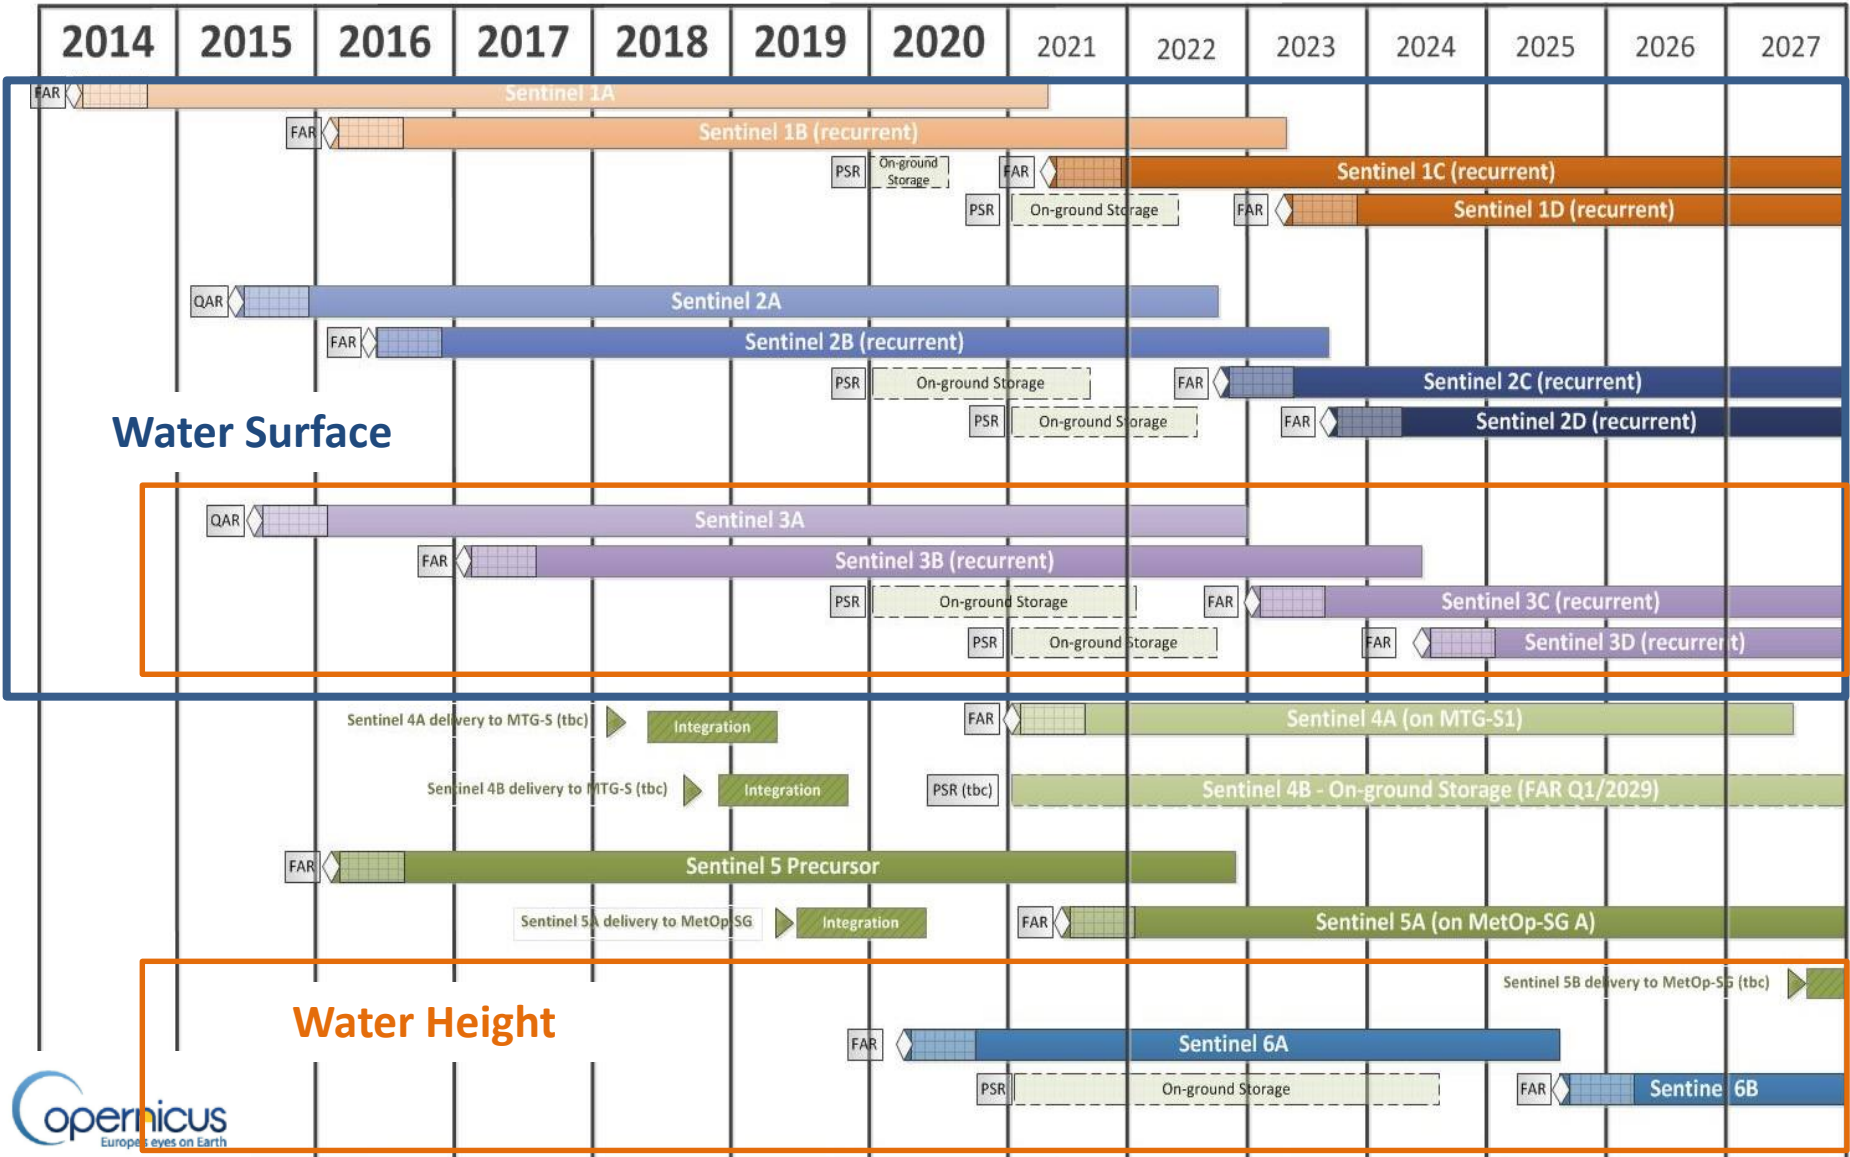 2014 2015 2016 2017 2018 2019 2020 2021 2022 2023 2024 2025 2026 2027
FAR Sentinel 1A
FAR Sentinel 1B (recurrent)
PSR On-ground Storage FAR Sentinel 1C (recurrent)
PSR On-ground Storage FAR Sentinel 1D (recurrent)
QAR Sentinel 2A
FAR Sentinel 2B (recurrent)
PSR On-ground Storage FAR Sentinel 2C (recurrent)
PSR On-ground Storage FAR Sentinel 2D (recurrent)
Water Surface
QAR Sentinel 3A
FAR Sentinel 3B (recurrent)
PSR On-ground Storage FAR Sentinel 3C (recurrent)
PSR On-ground Storage FAR Sentinel 3D (recurrent)
Sentinel 4A delivery to MTG-S (tbc) Integration FAR Sentinel 4A (on MTG-S1)
Sentinel 4B delivery to MTG-S (tbc) Integration PSR (tbc) Sentinel 4B - On-ground Storage (FAR Q1/2029)
FAR Sentinel 5 Precursor
Sentinel 5A delivery to MetOp-SG Integration FAR Sentinel 5A (on MetOp-SG A)
Sentinel 5B delivery to MetOp-SG (tbc)
Water Height
FAR Sentinel 6A
PSR On-ground Storage FAR Sentinel 6B
opernicus
Europe's eyes on Earth